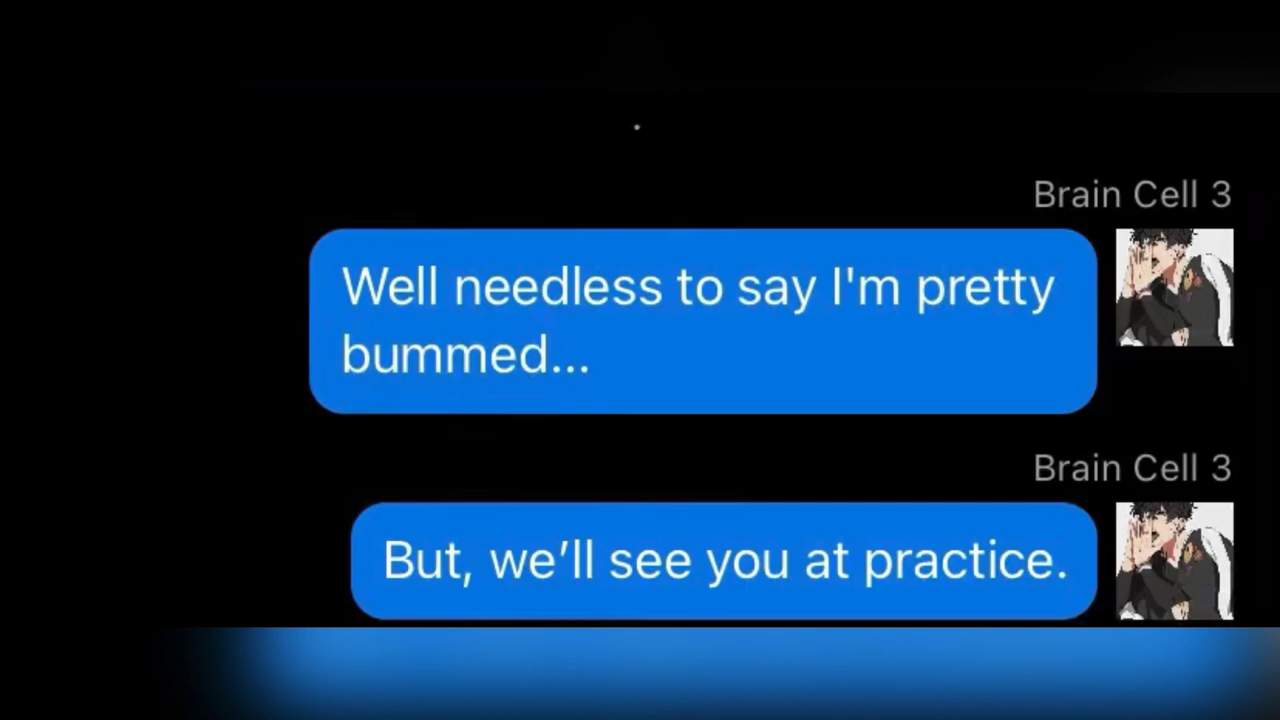 Brain Cell 3
Well needless to say I'm pretty
bummed...
Brain Cell 3
But, we’ll see you at practice.